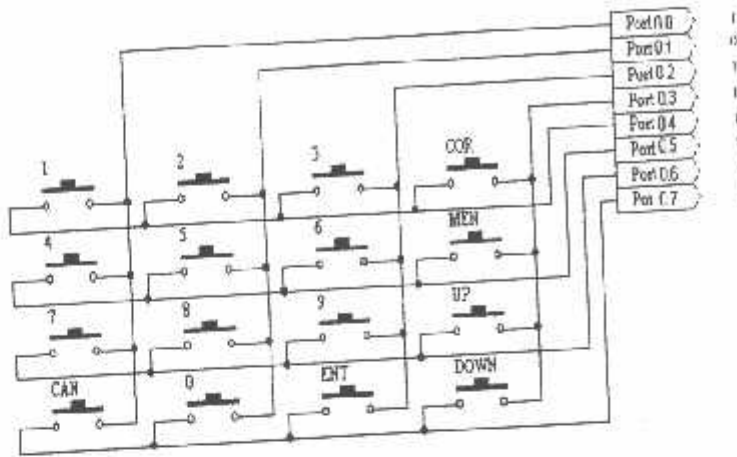 Port 0.0
Port 0.1
Port 0.2
Port 0.3
Port 0.4
Port 0.5
Port 0.6
Port 0.7
1 2 3 COR
4 5 6 MEN
7 8 9 UP
CAN 0 ENT DOWN